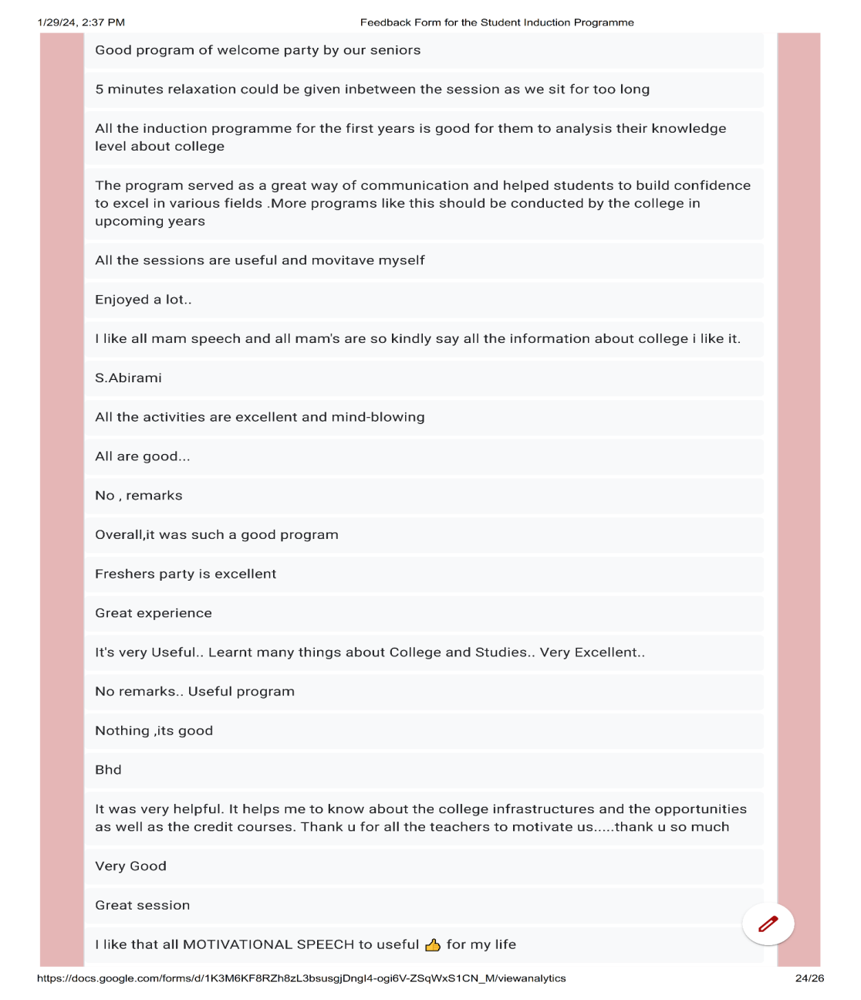 1/29/24, 2:37 PM
Feedback Form for the Student Induction Programme
Good program of welcome party by our seniors
5 minutes relaxation could be given inbetween the session as we sit for too long
All the induction programme for the first years is good for them to analysis their knowledge
level about college
The program served as a great way of communication and helped students to build confidence
to excel in various fields .More programs like this should be conducted by the college in
upcoming years
All the sessions are useful and movitave myself
Enjoyed a lot..
I like all mam speech and all mam's are so kindly say all the information about college i like it.
S.Abirami
All the activities are excellent and mind-blowing
All are good...
No , remarks
Overall,it was such a good program
Freshers party is excellent
Great experience
It's very Useful.. Learnt many things about College and Studies.. Very Excellent..
No remarks.. Useful program
Nothing ,its good
Bhd
It was very helpful. It helps me to know about the college infrastructures and the opportunities
as well as the credit courses. Thank u for all the teachers to motivate us.....thank u so much
Very Good
Great session
I like that all MOTIVATIONAL SPEECH to useful 👍 for my life
https://docs.google.com/forms/d/1K3M6KF8RZh8zL3bsusgjDngI4-ogi6V-ZSqWxS1CN_M/viewanalytics
24/26